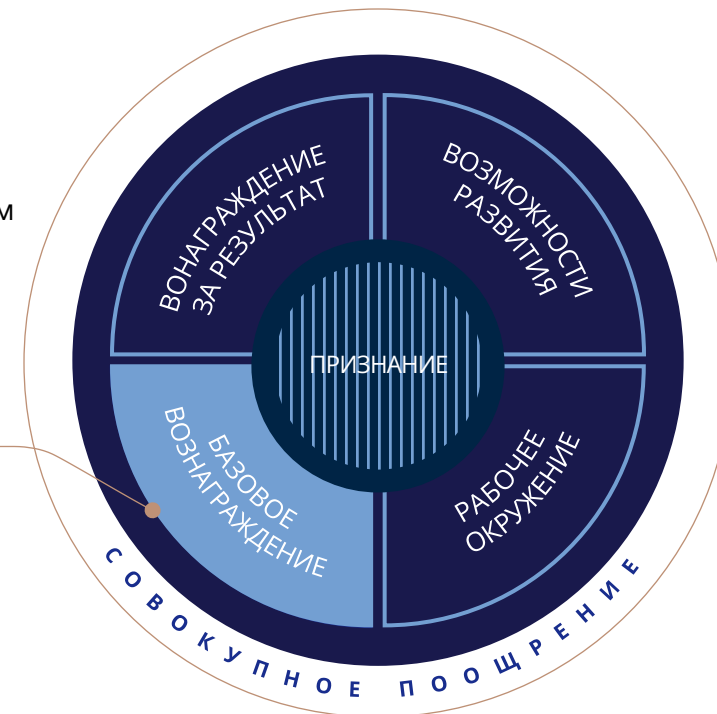 м
ВОНАГРАЖДЕНИЕ
ЗА РЕЗУЛЬТАТ
ВОЗМОЖНОСТИ
РАЗВИТИЯ
ПРИЗНАНИЕ
БАЗОВОЕ
ВОЗНАГРАЖДЕНИЕ
РАБОЧЕЕ
ОКРУЖЕНИЕ
СОВОКУПНОЕ ПООЩРЕНИЕ